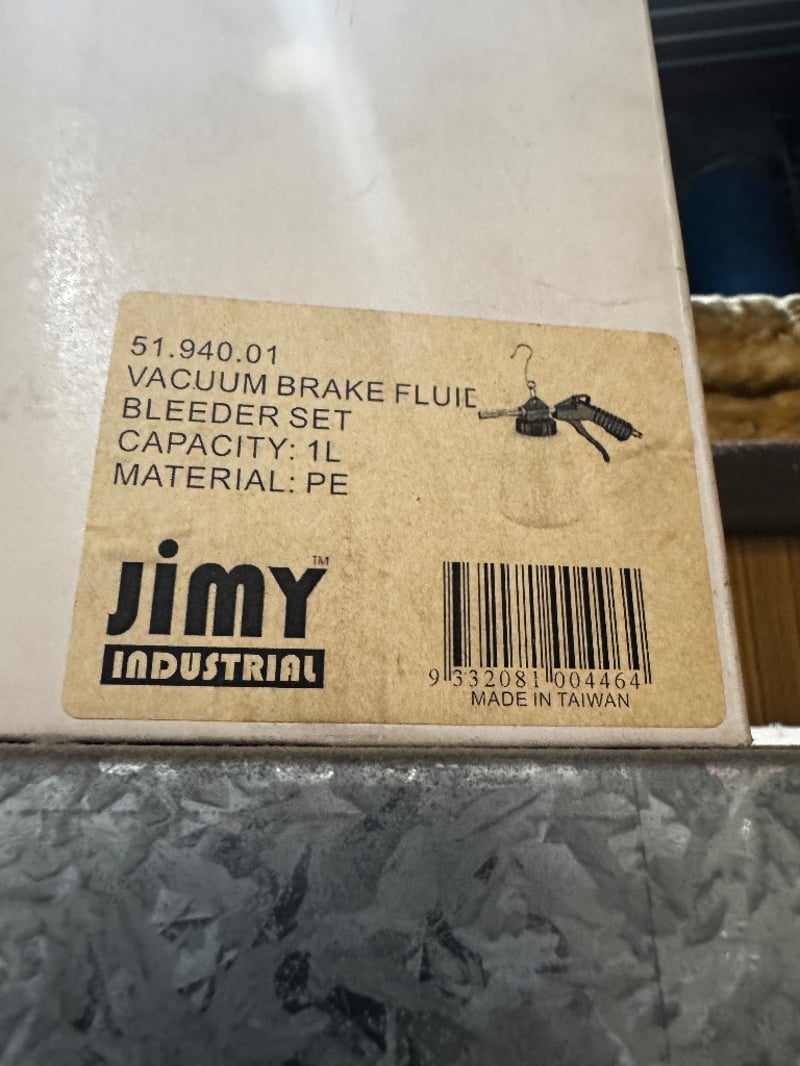 51.940.01
VACUUM BRAKE FLUID
BLEEDER SET
CAPACITY: 1L
MATERIAL: PE
JiMY™
INDUSTRIAL
9 332081 004464
MADE IN TAIWAN